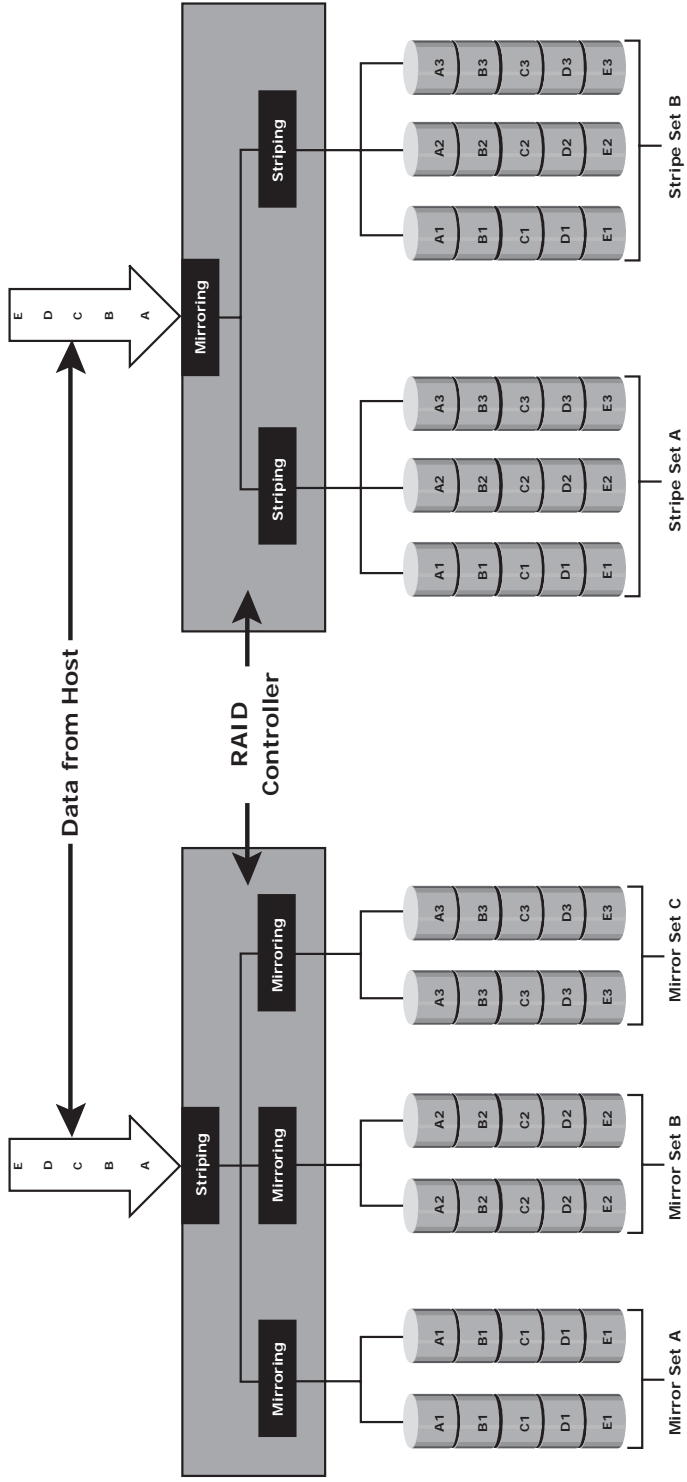 E
D
C
B
A
Data from Host
E
D
C
B
A
Striping
Mirroring
Mirroring
Mirroring
RAID
Controller
Mirroring
Striping
Striping
A1
B1
C1
D1
E1
A1
B1
C1
D1
E1
Mirror Set A
A2
B2
C2
D2
E2
A2
B2
C2
D2
E2
Mirror Set B
A3
B3
C3
D3
E3
A3
B3
C3
D3
E3
Mirror Set C
A1
B1
C1
D1
E1
A2
B2
C2
D2
E2
A3
B3
C3
D3
E3
Stripe Set A
A1
B1
C1
D1
E1
A2
B2
C2
D2
E2
A3
B3
C3
D3
E3
Stripe Set B